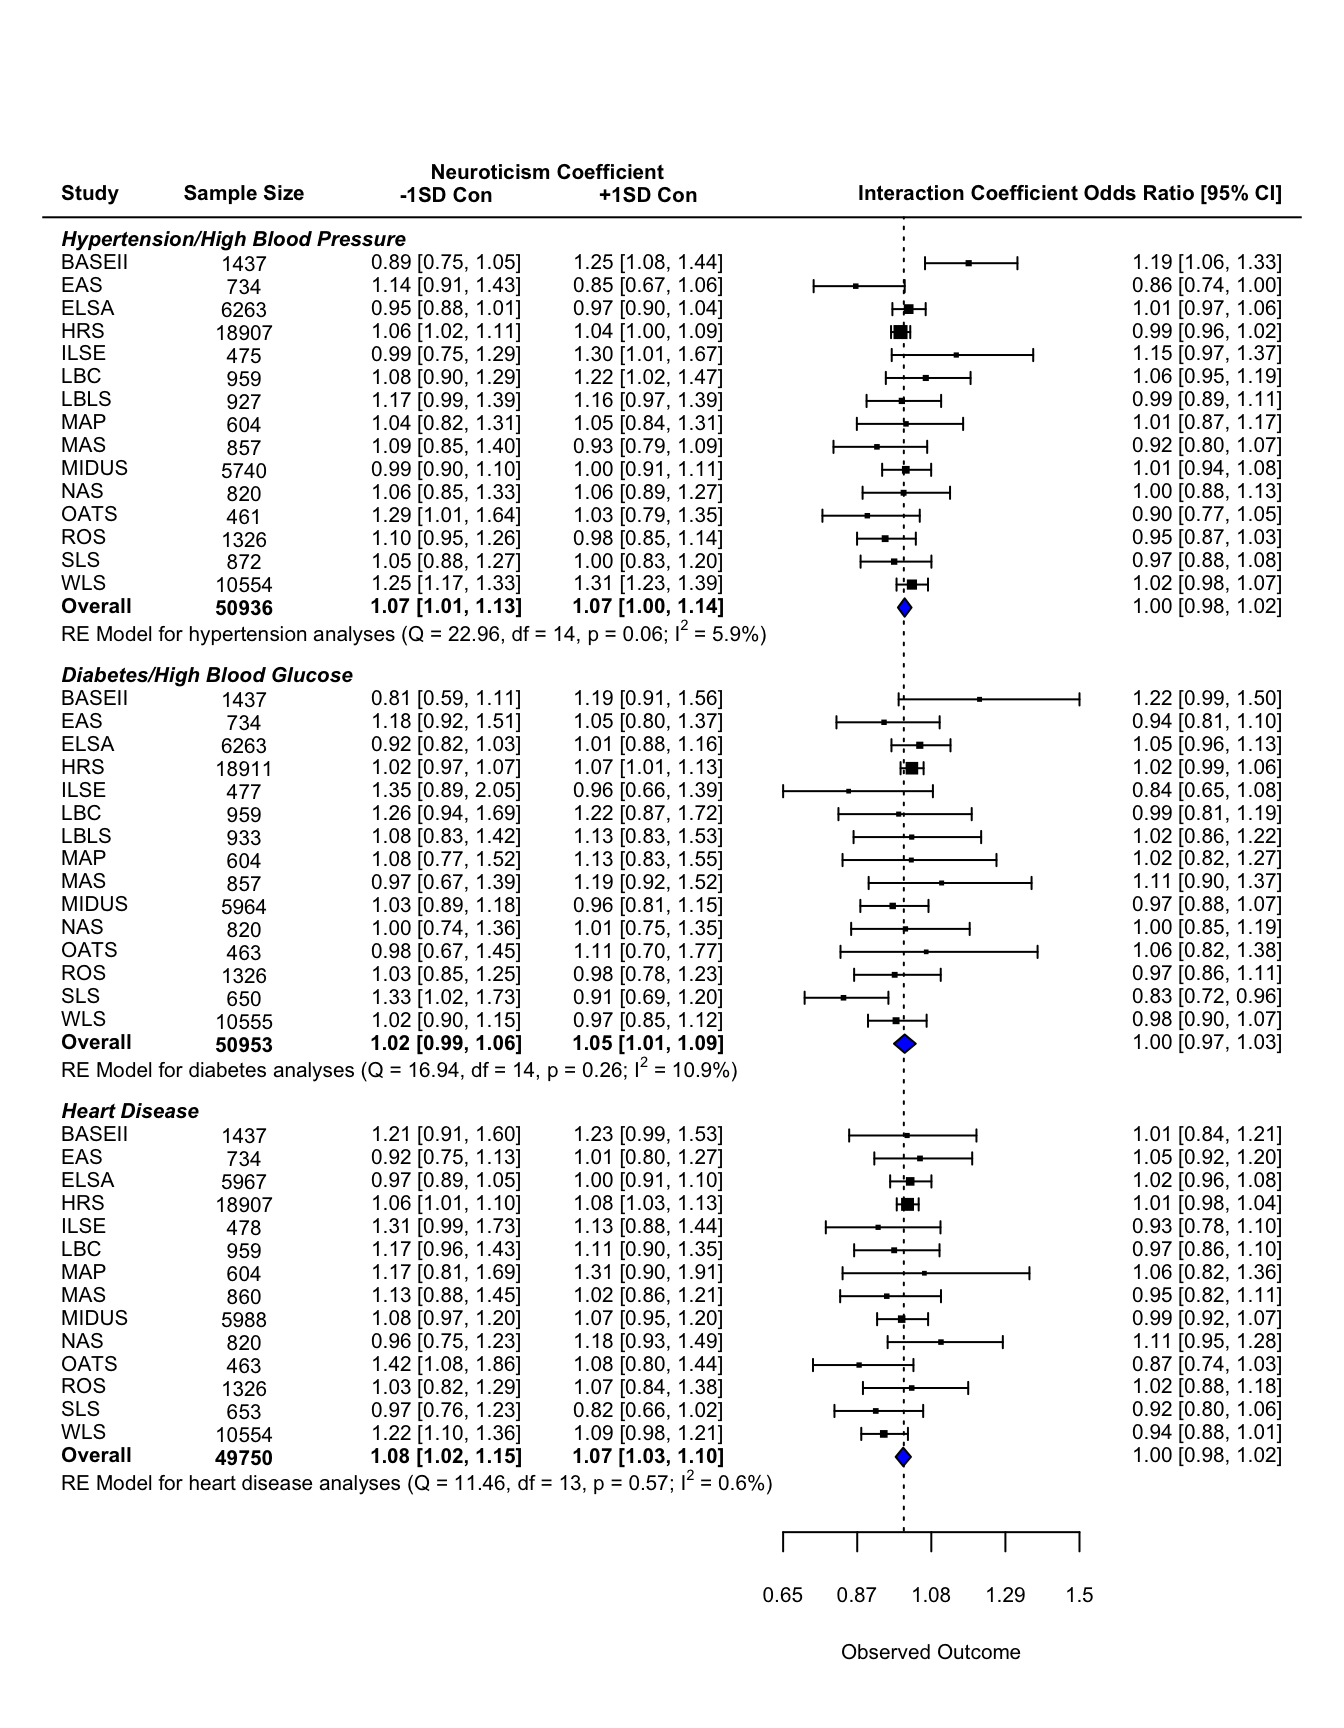 Neuroticism Coefficient
Study Sample Size -1SD Con +1SD Con Interaction Coefficient Odds Ratio [95% CI]
Hypertension/High Blood Pressure
BASEII 1437 0.89 [0.75, 1.05] 1.25 [1.08, 1.44] 1.19 [1.06, 1.33]
EAS 734 1.14 [0.91, 1.43] 0.85 [0.67, 1.06] 0.86 [0.74, 1.00]
ELSA 6263 0.95 [0.88, 1.01] 0.97 [0.90, 1.04] 1.01 [0.97, 1.06]
HRS 18907 1.06 [1.02, 1.11] 1.04 [1.00, 1.09] 0.99 [0.96, 1.02]
ILSE 475 0.99 [0.75, 1.29] 1.30 [1.01, 1.67] 1.15 [0.97, 1.37]
LBC 959 1.08 [0.90, 1.29] 1.22 [1.02, 1.47] 1.06 [0.95, 1.19]
LBLS 927 1.17 [0.99, 1.39] 1.16 [0.97, 1.39] 0.99 [0.89, 1.11]
MAP 604 1.04 [0.82, 1.31] 1.05 [0.84, 1.31] 1.01 [0.87, 1.17]
MAS 857 1.09 [0.85, 1.40] 0.93 [0.79, 1.09] 0.92 [0.80, 1.07]
MIDUS 5740 0.99 [0.90, 1.10] 1.00 [0.91, 1.11] 1.01 [0.94, 1.08]
NAS 820 1.06 [0.85, 1.33] 1.06 [0.89, 1.27] 1.00 [0.88, 1.13]
OATS 461 1.29 [1.01, 1.64] 1.03 [0.79, 1.35] 0.90 [0.77, 1.05]
ROS 1326 1.10 [0.95, 1.26] 0.98 [0.85, 1.14] 0.95 [0.87, 1.03]
SLS 872 1.05 [0.88, 1.27] 1.00 [0.83, 1.20] 0.97 [0.88, 1.08]
WLS 10554 1.25 [1.17, 1.33] 1.31 [1.23, 1.39] 1.02 [0.98, 1.07]
Overall 50936 1.07 [1.01, 1.13] 1.07 [1.00, 1.14] 1.00 [0.98, 1.02]
RE Model for hypertension analyses (Q = 22.96, df = 14, p = 0.06; I² = 5.9%)
Diabetes/High Blood Glucose
BASEII 1437 0.81 [0.59, 1.11] 1.19 [0.91, 1.56] 1.22 [0.99, 1.50]
EAS 734 1.18 [0.92, 1.51] 1.05 [0.80, 1.37] 0.94 [0.81, 1.10]
ELSA 6263 0.92 [0.82, 1.03] 1.01 [0.88, 1.16] 1.05 [0.96, 1.13]
HRS 18911 1.02 [0.97, 1.07] 1.07 [1.01, 1.13] 1.02 [0.99, 1.06]
ILSE 477 1.35 [0.89, 2.05] 0.96 [0.66, 1.39] 0.84 [0.65, 1.08]
LBC 959 1.26 [0.94, 1.69] 1.22 [0.87, 1.72] 0.99 [0.81, 1.19]
LBLS 933 1.08 [0.83, 1.42] 1.13 [0.83, 1.53] 1.02 [0.86, 1.22]
MAP 604 1.08 [0.77, 1.52] 1.13 [0.83, 1.55] 1.02 [0.82, 1.27]
MAS 857 0.97 [0.67, 1.39] 1.19 [0.92, 1.52] 1.11 [0.90, 1.37]
MIDUS 5964 1.03 [0.89, 1.18] 0.96 [0.81, 1.15] 0.97 [0.88, 1.07]
NAS 820 1.00 [0.74, 1.36] 1.01 [0.75, 1.35] 1.00 [0.85, 1.19]
OATS 463 0.98 [0.67, 1.45] 1.11 [0.70, 1.77] 1.06 [0.82, 1.38]
ROS 1326 1.03 [0.85, 1.25] 0.98 [0.78, 1.23] 0.97 [0.86, 1.11]
SLS 650 1.33 [1.02, 1.73] 0.91 [0.69, 1.20] 0.83 [0.72, 0.96]
WLS 10555 1.02 [0.90, 1.15] 0.97 [0.85, 1.12] 0.98 [0.90, 1.07]
Overall 50953 1.02 [0.99, 1.06] 1.05 [1.01, 1.09] 1.00 [0.97, 1.03]
RE Model for diabetes analyses (Q = 16.94, df = 14, p = 0.26; I² = 10.9%)
Heart Disease
BASEII 1437 1.21 [0.91, 1.60] 1.23 [0.99, 1.53] 1.01 [0.84, 1.21]
EAS 734 0.92 [0.75, 1.13] 1.01 [0.80, 1.27] 1.05 [0.92, 1.20]
ELSA 5967 0.97 [0.89, 1.05] 1.00 [0.91, 1.10] 1.02 [0.96, 1.08]
HRS 18907 1.06 [1.01, 1.10] 1.08 [1.03, 1.13] 1.01 [0.98, 1.04]
ILSE 478 1.31 [0.99, 1.73] 1.13 [0.88, 1.44] 0.93 [0.78, 1.10]
LBC 959 1.17 [0.96, 1.43] 1.11 [0.90, 1.35] 0.97 [0.86, 1.10]
MAP 604 1.17 [0.81, 1.69] 1.31 [0.90, 1.91] 1.06 [0.82, 1.36]
MAS 860 1.13 [0.88, 1.45] 1.02 [0.86, 1.21] 0.95 [0.82, 1.11]
MIDUS 5988 1.08 [0.97, 1.20] 1.07 [0.95, 1.20] 0.99 [0.92, 1.07]
NAS 820 0.96 [0.75, 1.23] 1.18 [0.93, 1.49] 1.11 [0.95, 1.28]
OATS 463 1.42 [1.08, 1.86] 1.08 [0.80, 1.44] 0.87 [0.74, 1.03]
ROS 1326 1.03 [0.82, 1.29] 1.07 [0.84, 1.38] 1.02 [0.88, 1.18]
SLS 653 0.97 [0.76, 1.23] 0.82 [0.66, 1.02] 0.92 [0.80, 1.06]
WLS 10554 1.22 [1.10, 1.36] 1.09 [0.98, 1.21] 0.94 [0.88, 1.01]
Overall 49750 1.08 [1.02, 1.15] 1.07 [1.03, 1.10] 1.00 [0.98, 1.02]
RE Model for heart disease analyses (Q = 11.46, df = 13, p = 0.57; I² = 0.6%)
0.65 0.87 1.08 1.29 1.5
Observed Outcome